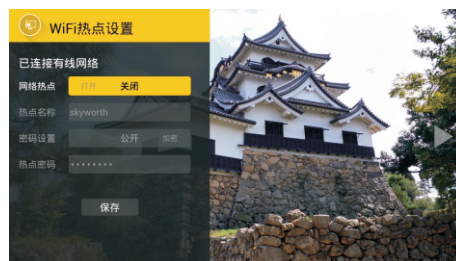 WiFi热点设置
已连接有线网络
网络热点 打开 关闭
热点名称 skyworth
密码设置 公开 加密
热点密码 ••••••••
保存